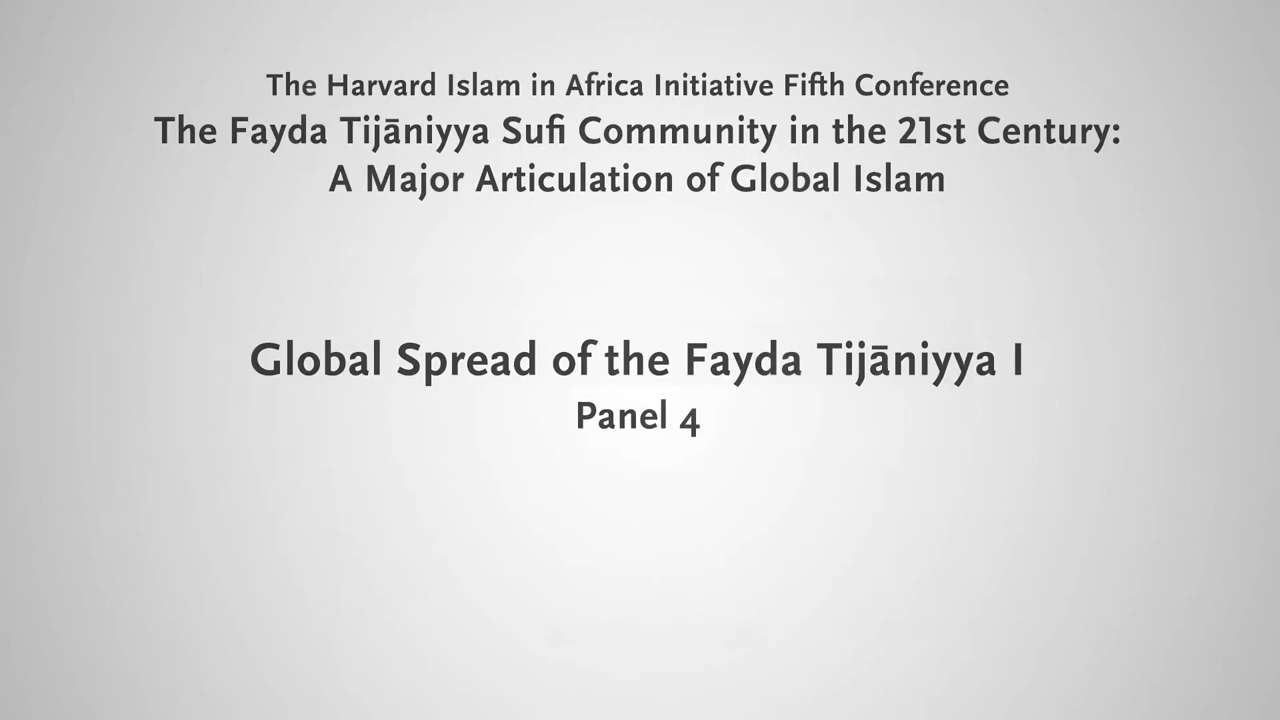 The Harvard Islam in Africa Initiative Fifth Conference
The Fayda Tijāniyya Sufi Community in the 21st Century:
A Major Articulation of Global Islam
Global Spread of the Fayda Tijāniyya I
Panel 4